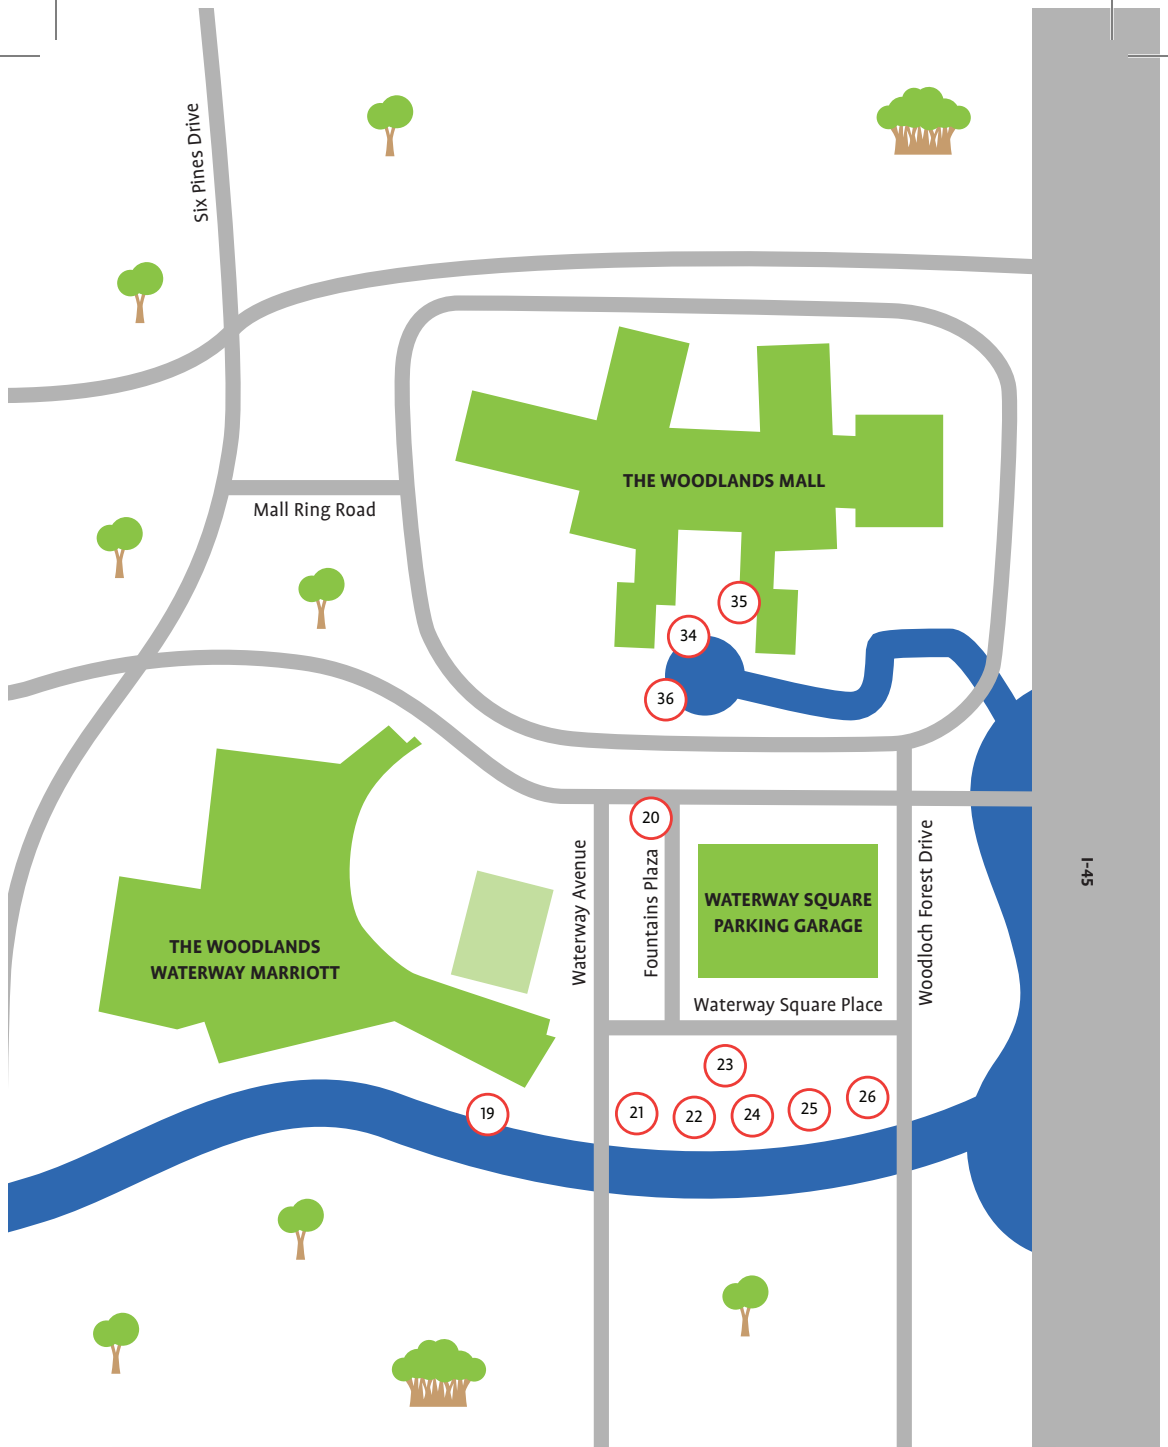 Six Pines Drive
THE WOODLANDS MALL
Mall Ring Road
35
34
36
20
Waterway Avenue
Fountains Plaza
WATERWAY SQUARE
PARKING GARAGE
Woodloch Forest Drive
I-45
THE WOODLANDS
WATERWAY MARRIOTT
Waterway Square Place
23
19
21
22
24
25
26